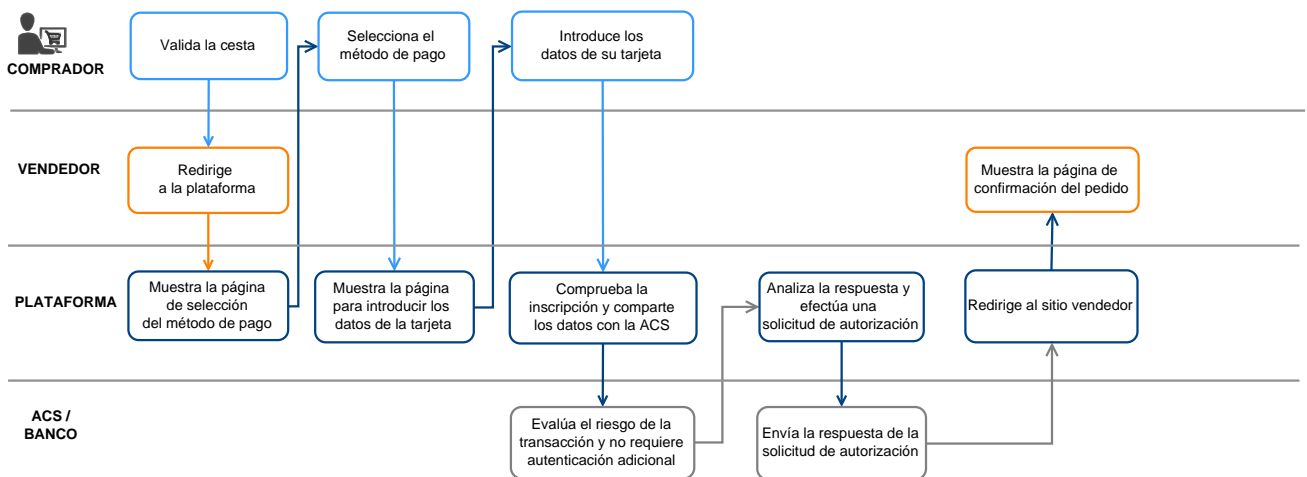 COMPRADOR
Valida la cesta
Selecciona el
método de pago
Introduce los
datos de su tarjeta
VENDEDOR
Redirige
a la plataforma
Muestra la página de
confirmación del pedido
PLATAFORMA
Muestra la página
de selección
del método de pago
Muestra la página
para introducir los
datos de la tarjeta
Comprueba la
inscripción y comparte
los datos con la ACS
Analiza la respuesta y
efectúa una
solicitud de autorización
Redirige al sitio vendedor
ACS /
BANCO
Evalúa el riesgo de la
transacción y no requiere
autenticación adicional
Envía la respuesta de la
solicitud de autorización